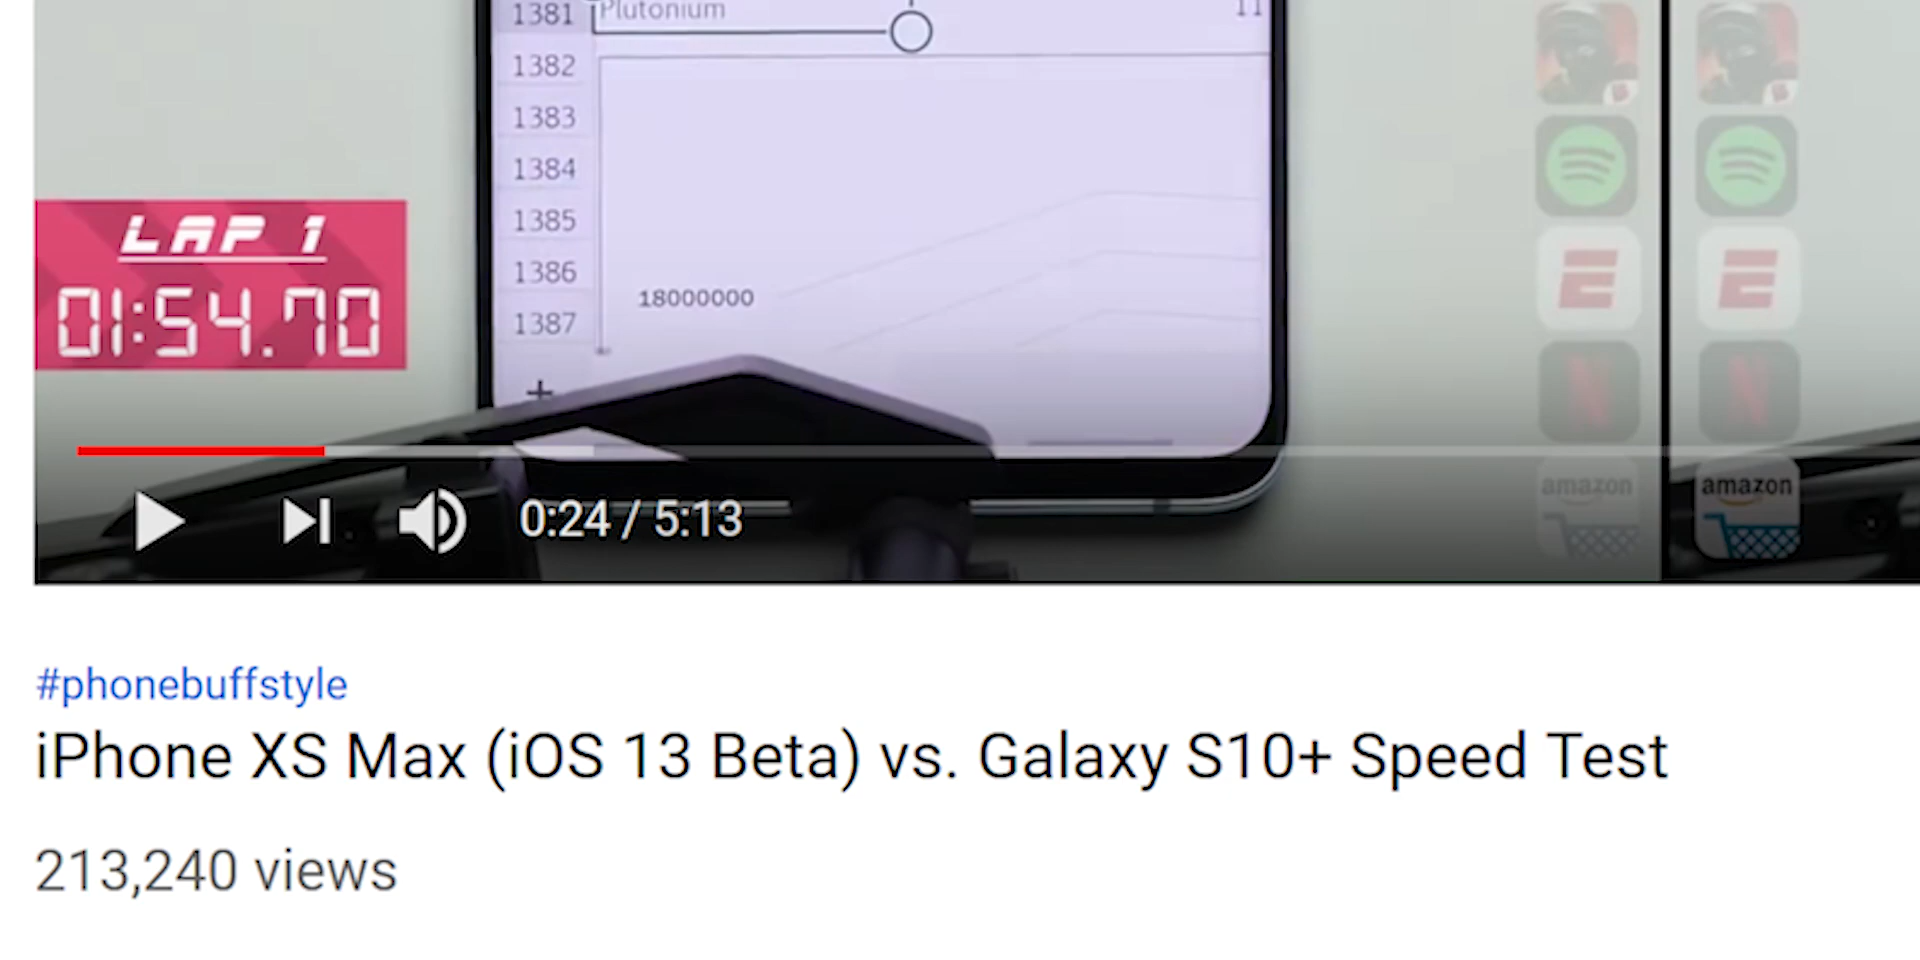 1381 Plutonium 11
1382
1383
1384
1385
1386
18000000
1387
+
LAP 1
01:54.70
amazon
amazon
0:24 / 5:13
#phonebuffstyle
iPhone XS Max (iOS 13 Beta) vs. Galaxy S10+ Speed Test
213,240 views